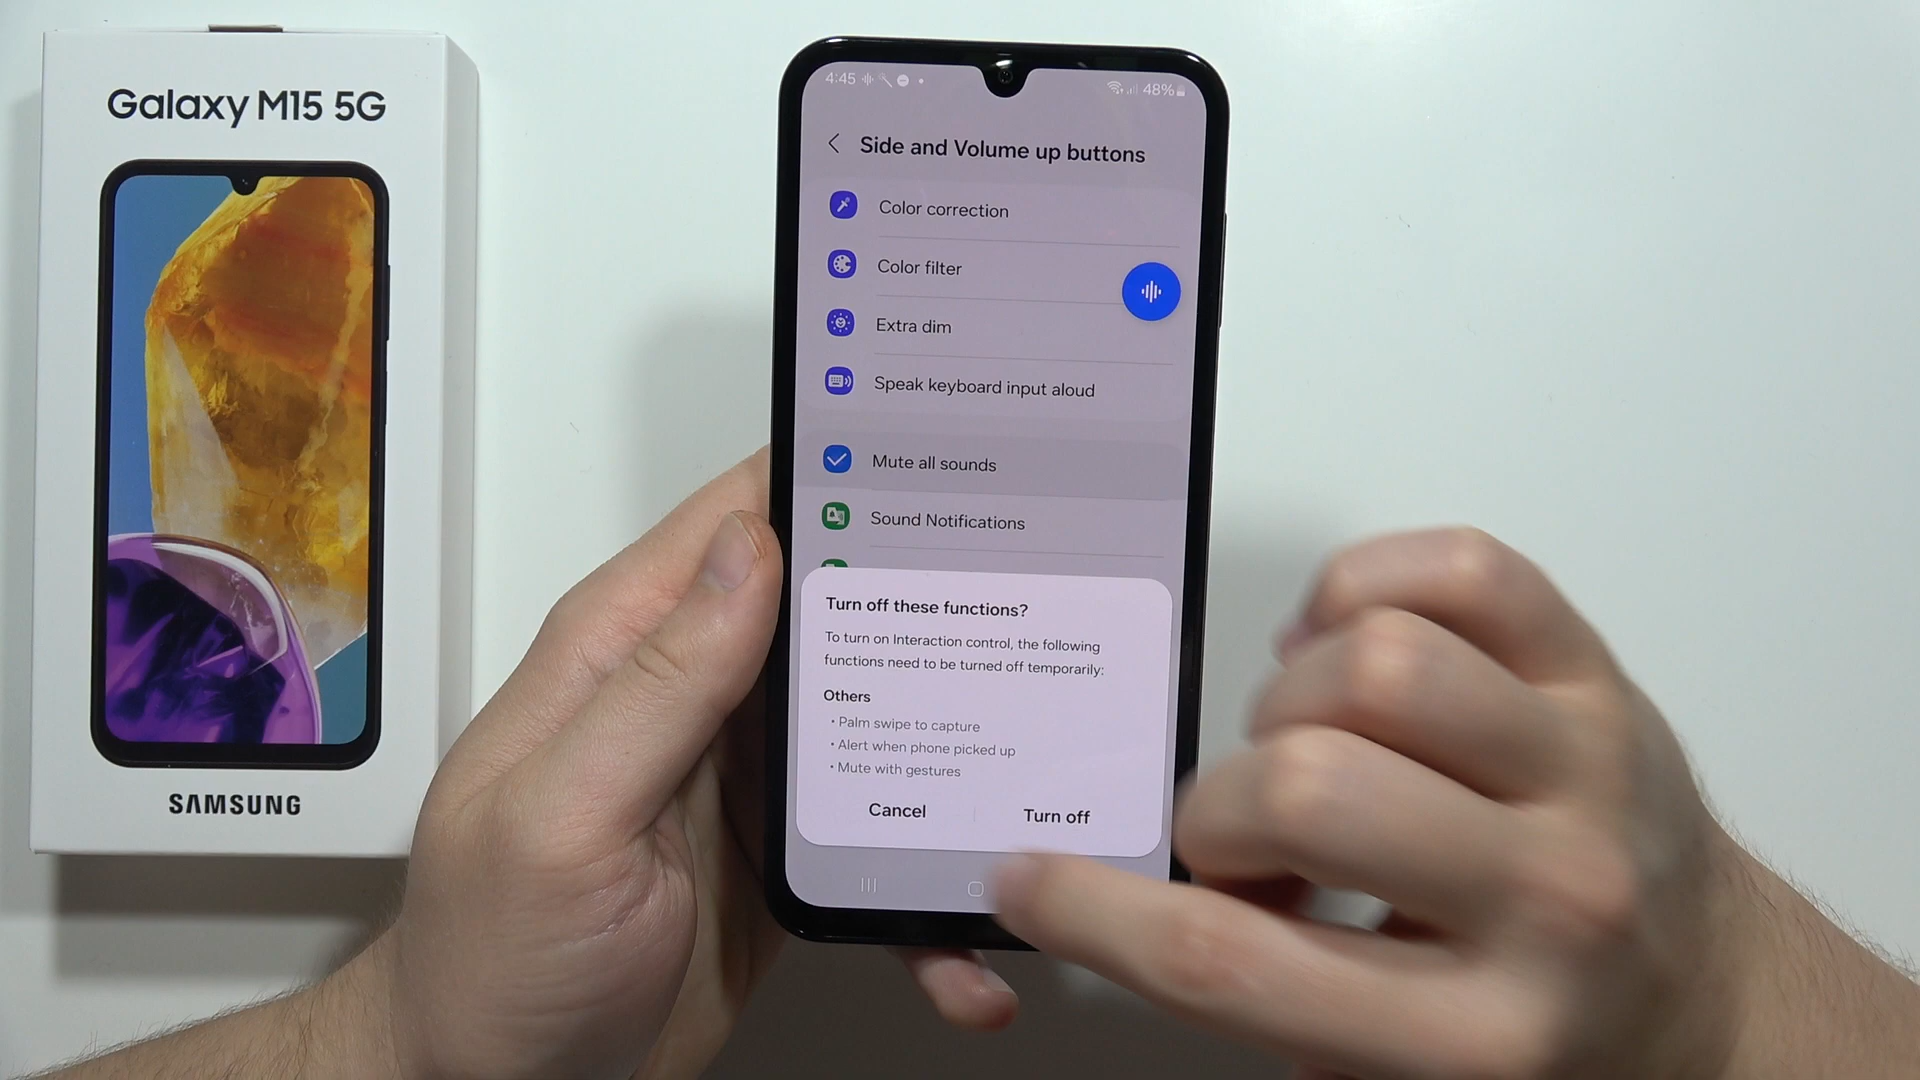 Galaxy M15 5G
SAMSUNG
4:45
48%
Side and Volume up buttons
Color correction
Color filter
Extra dim
Speak keyboard input aloud
Mute all sounds
Sound Notifications
Turn off these functions?
To turn on Interaction control, the following
functions need to be turned off temporarily:
Others
• Palm swipe to capture
• Alert when phone picked up
• Mute with gestures
Cancel
Turn off